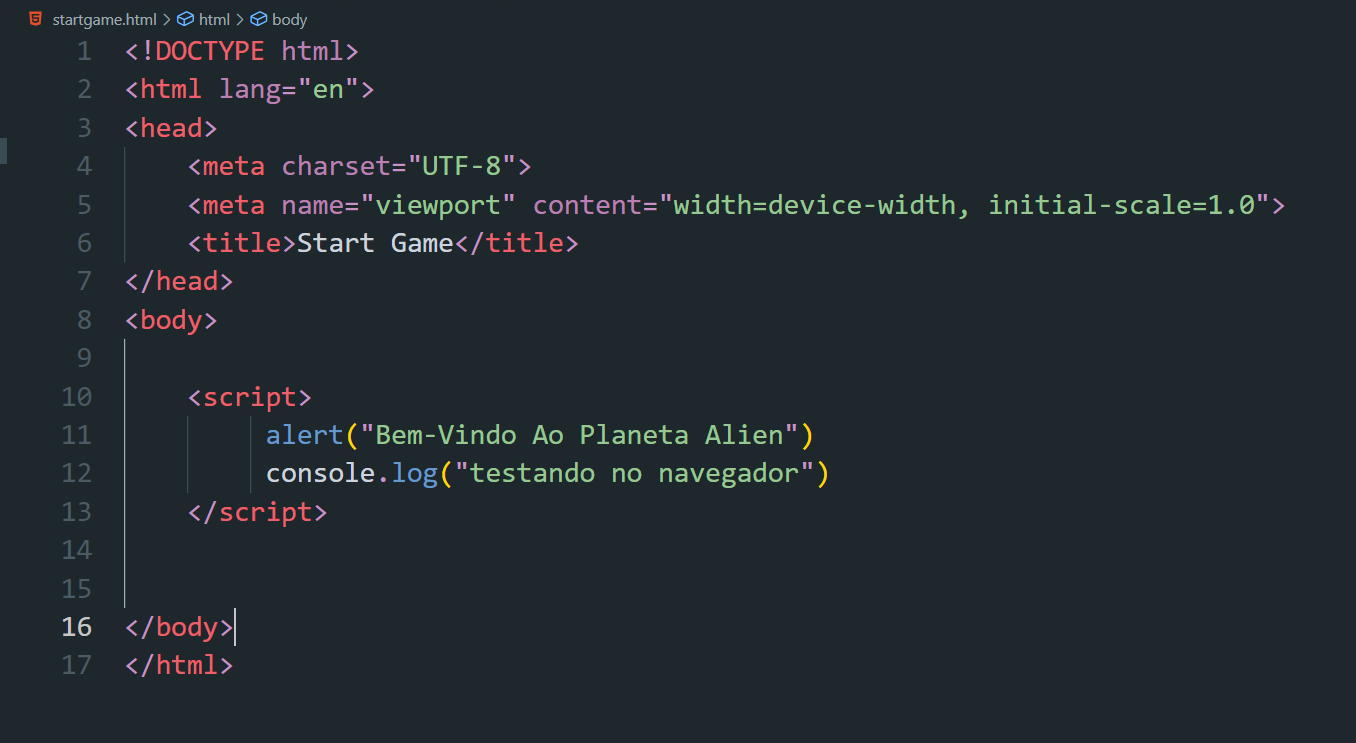 startgame.html > html > body
1 <!DOCTYPE html>
2 <html lang="en">
3 <head>
4     <meta charset="UTF-8">
5     <meta name="viewport" content="width=device-width, initial-scale=1.0">
6     <title>Start Game</title>
7 </head>
8 <body>
9
10     <script>
11          alert("Bem-Vindo Ao Planeta Alien")
12          console.log("testando no navegador")
13     </script>
14
15
16 </body>
17 </html>